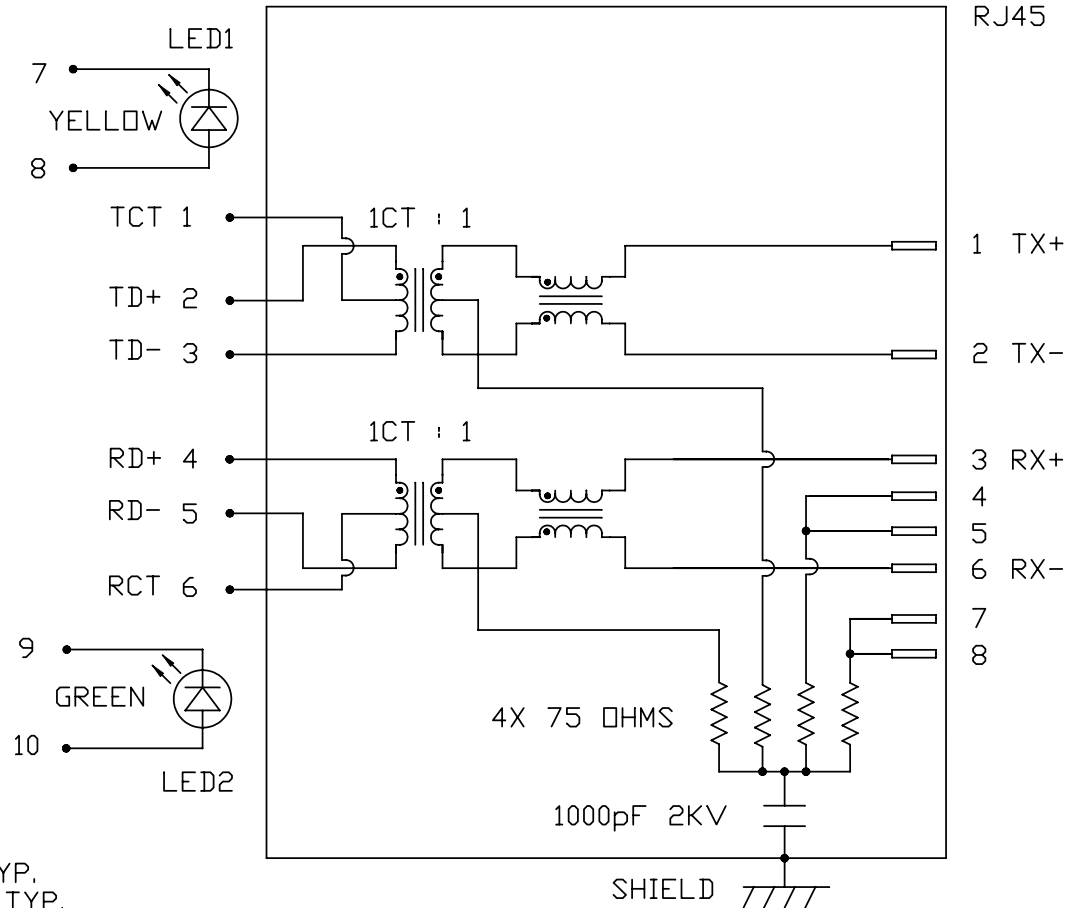 RJ45
LED1
7
YELLOW
8
TCT 1
1CT : 1
1 TX+
TD+ 2
TD- 3
2 TX-
1CT : 1
RD+ 4
3 RX+
4
RD- 5
5
6 RX-
RCT 6
7
9
8
GREEN
4X 75 OHMS
10
LED2
1000pF 2KV
YP.
TYP.
SHIELD